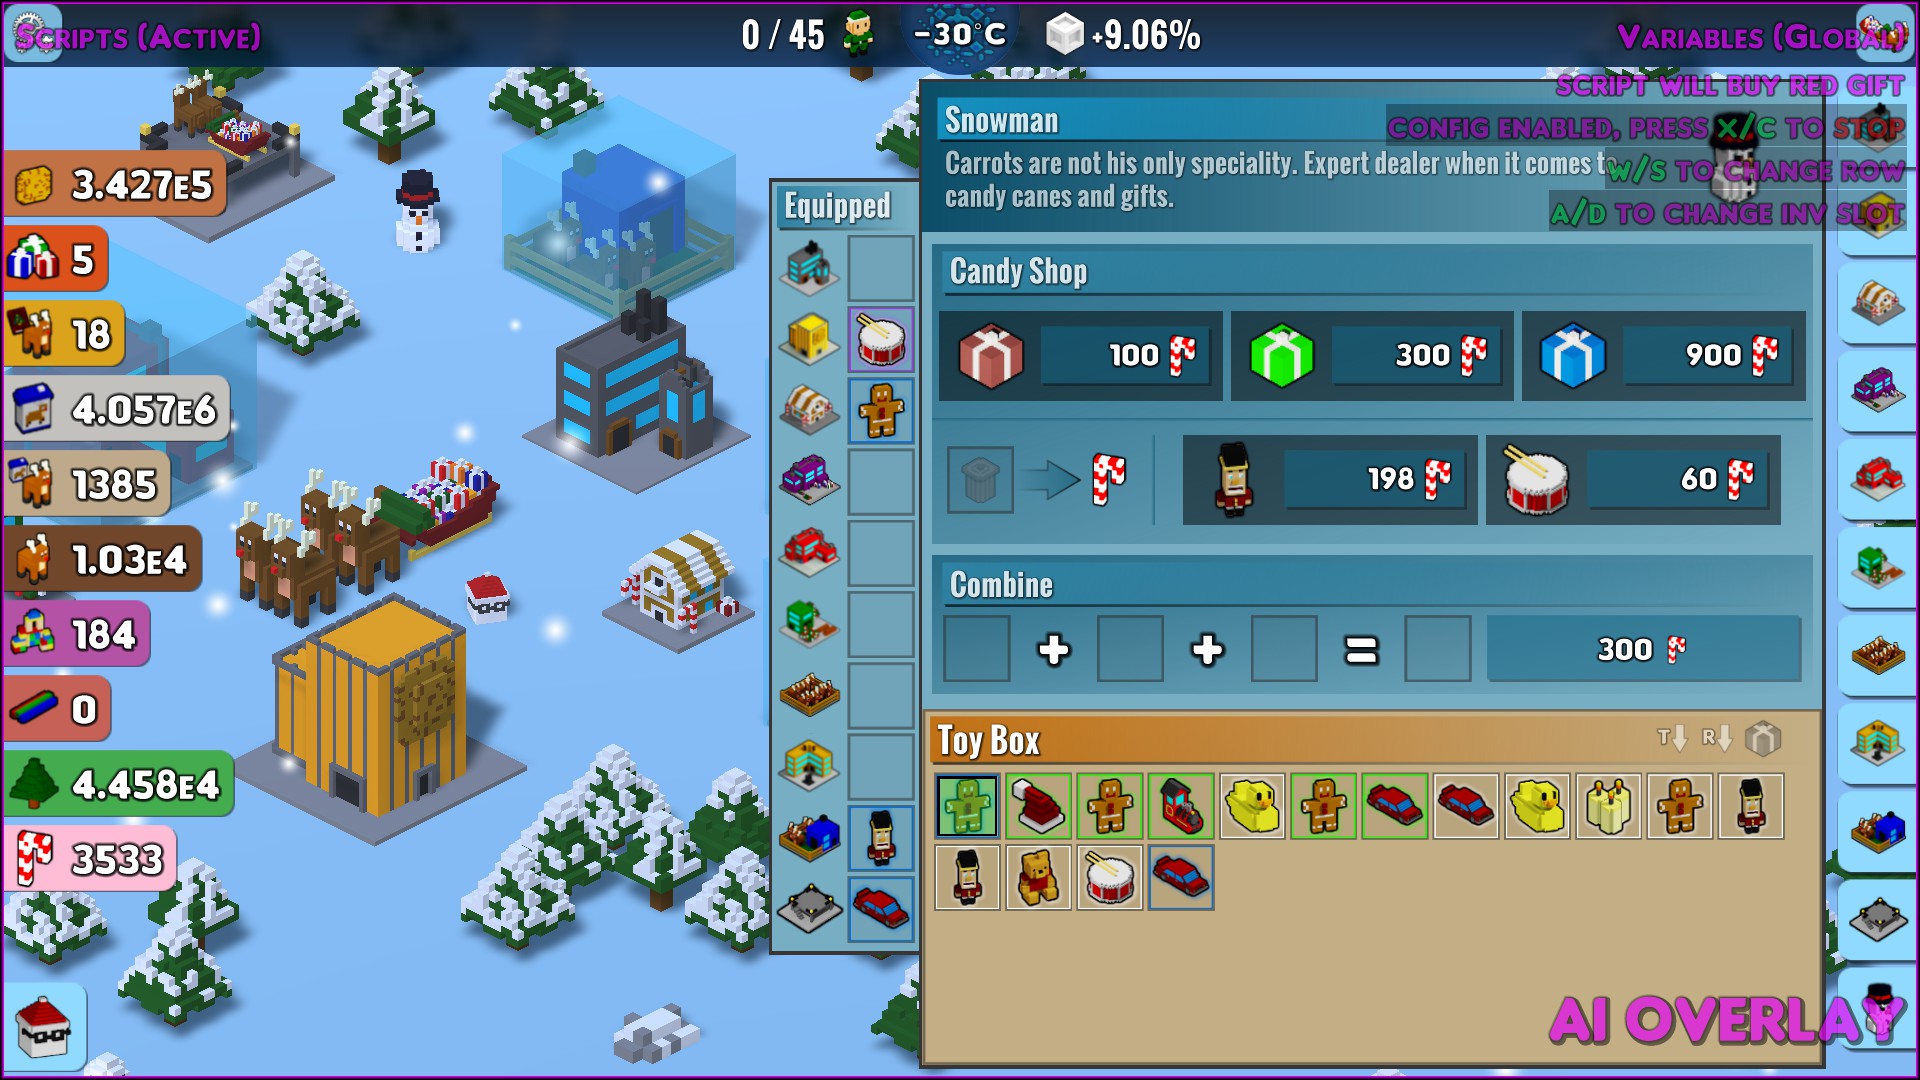 Scripts (Active)
0 / 45
-30°C
+9.06%
Variables (Global)
Script will buy red gift
Config enabled, press X/C to stop
W/S to change row
A/D to change inv slot
3.427E5
5
18
4.057E6
1385
1.03E4
184
0
4.458E4
3533
Equipped
Snowman
Carrots are not his only speciality. Expert dealer when it comes t
candy canes and gifts.
Candy Shop
100
300
900
198
60
Combine
+ + =
300
Toy Box
T
R
AI Overlay